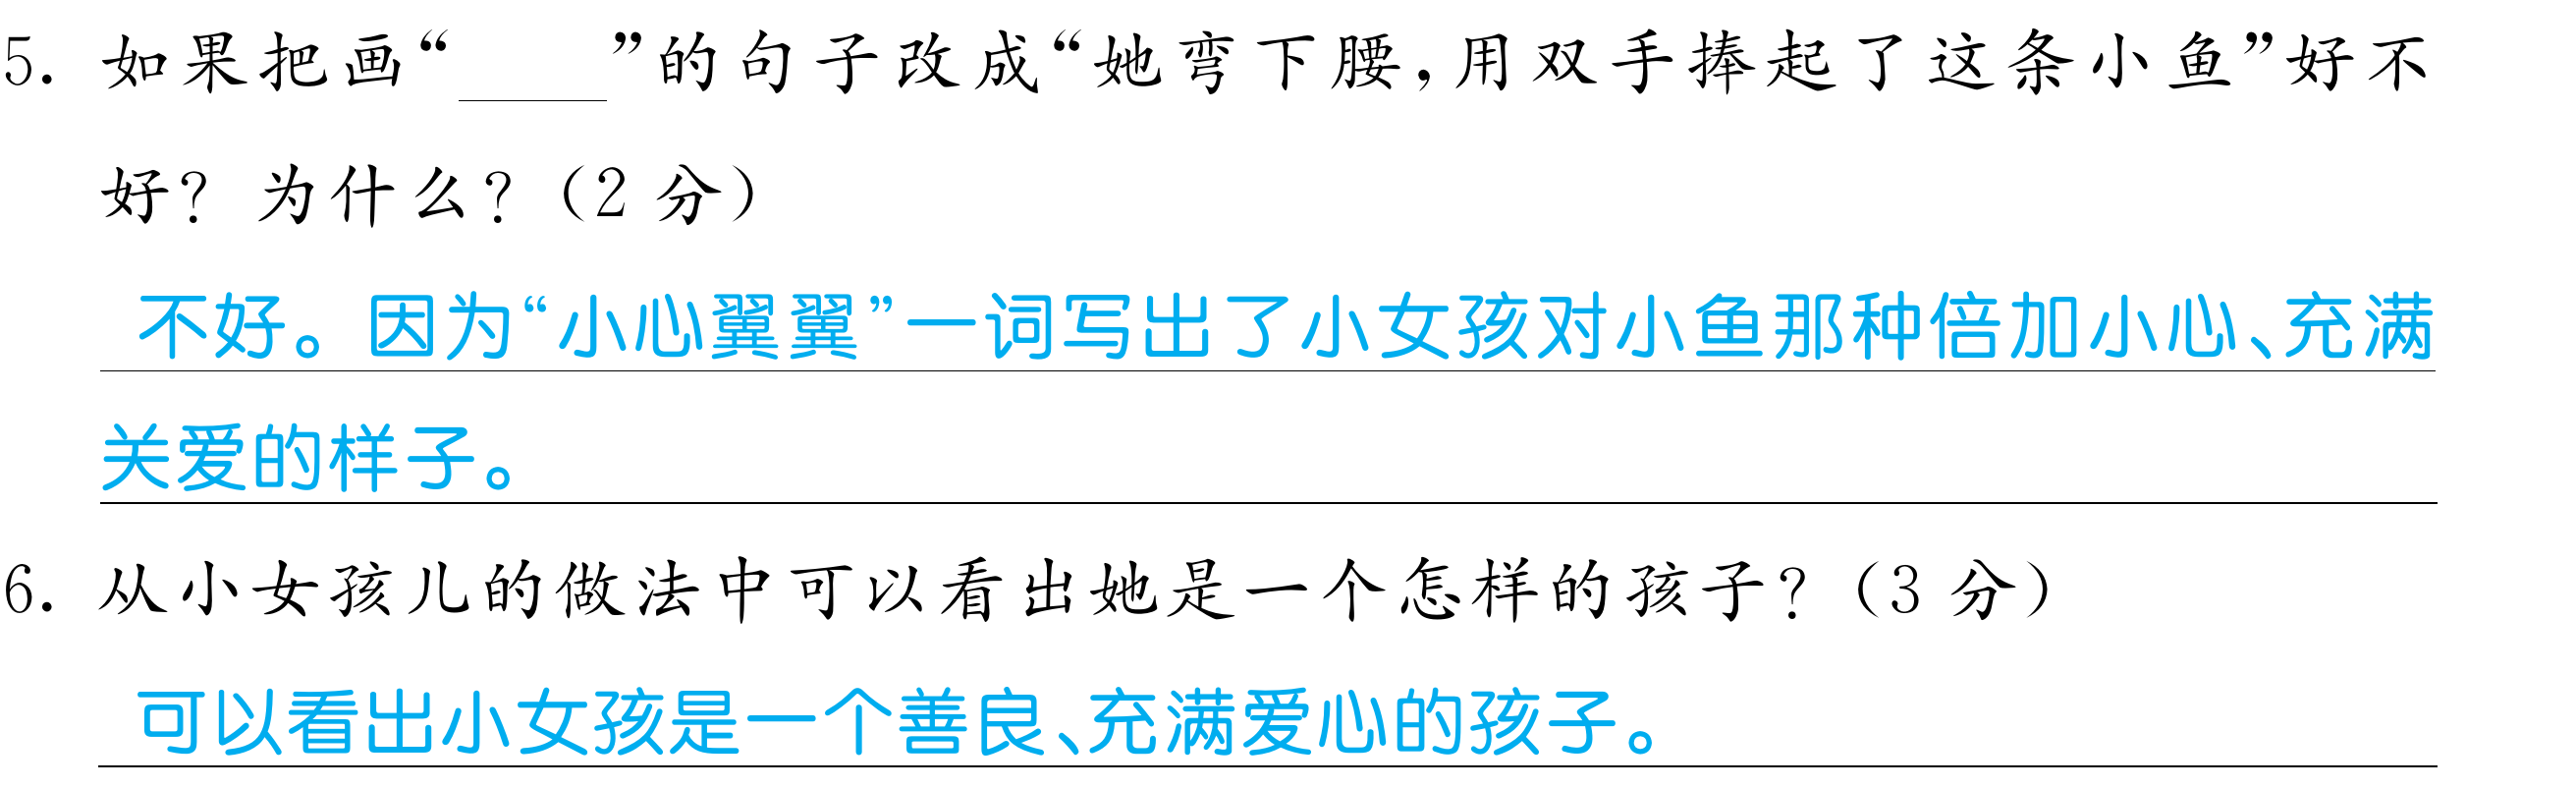 5. 如果把画“______”的句子改成“她弯下腰,用双手捧起了这条小鱼”好不
好? 为什么?(2 分)
不好。因为“小心翼翼”一词写出了小女孩对小鱼那种倍加小心、充满
关爱的样子。
6. 从小女孩儿的做法中可以看出她是一个怎样的孩子?(3 分)
可以看出小女孩是一个善良、充满爱心的孩子。